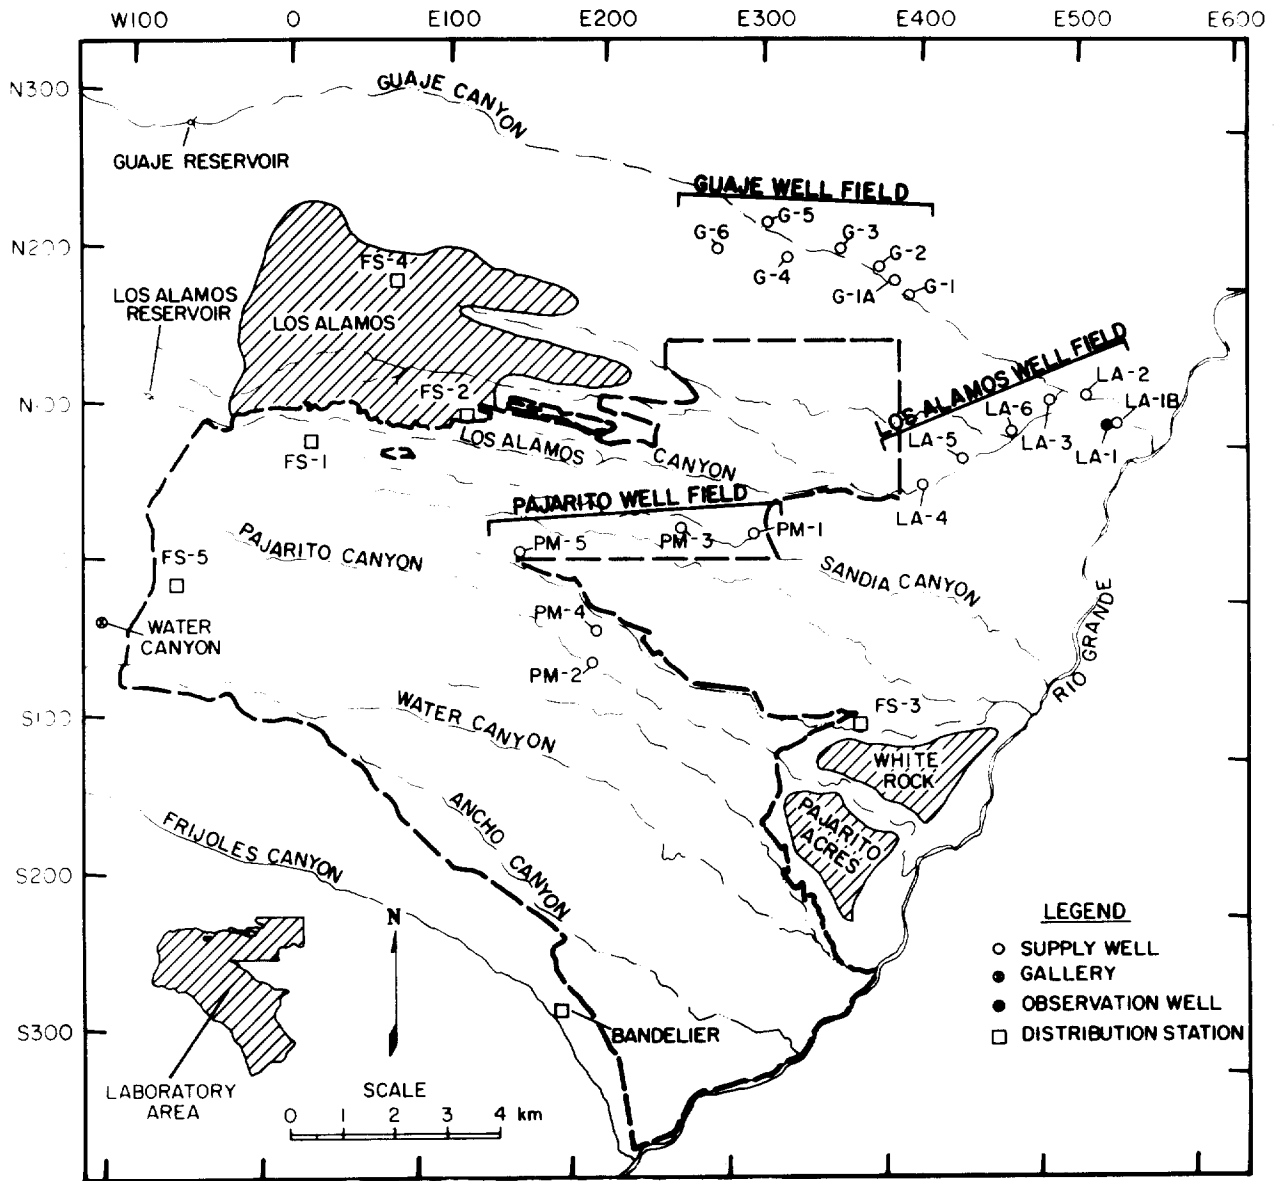 W100 0 E100 E200 E300 E400 E500 E600
N300
GUAJE CANYON
GUAJE RESERVOIR
GUAJE WELL FIELD
G-5
G-6
G-3
G-2
N200
G-4
FS-4
G-1A
G-1
LOS ALAMOS
RESERVOIR
LOS ALAMOS
LOS ALAMOS WELL FIELD
LA-2
FS-2
LA-1B
N100
LA-6
LOS ALAMOS CANYON
LA-5
LA-3
LA-1
FS-1
LA-4
PAJARITO WELL FIELD
PAJARITO CANYON
PM-5
PM-3
PM-1
FS-5
SANDIA CANYON
PM-4
WATER
CANYON
RIO GRANDE
PM-2
WATER CANYON
FS-3
S100
WHITE
ROCK
ANCHO CANYON
PAJARITO
ACRES
FRIJOLES CANYON
S200
N
LEGEND
SUPPLY WELL
GALLERY
OBSERVATION WELL
DISTRIBUTION STATION
S300
BANDELIER
LABORATORY
AREA
SCALE
0 1 2 3 4 km